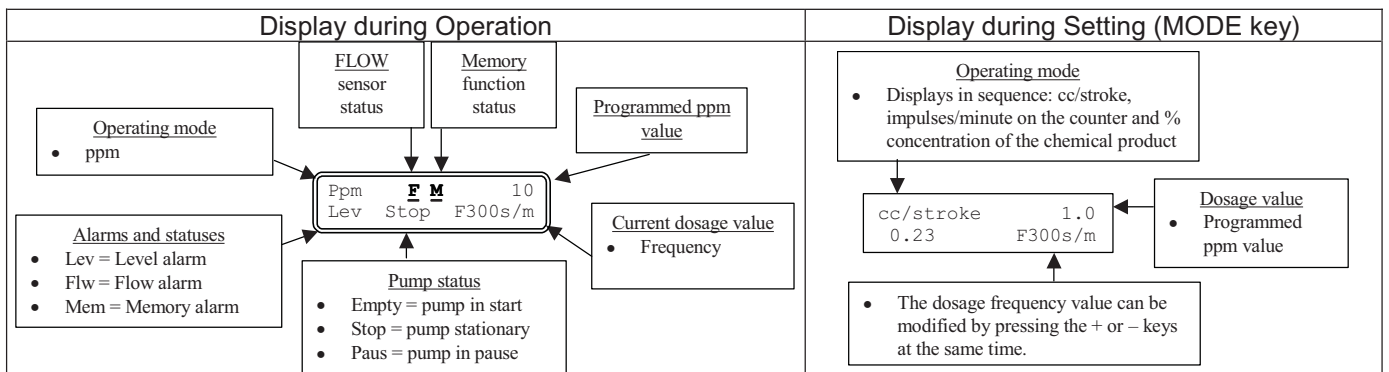 Display during Operation
Display during Setting (MODE key)
FLOW
sensor
status
Memory
function
status
Operating mode
• ppm
Programmed ppm
value
Ppm F M 10
Lev Stop F300s/m
Alarms and statuses
• Lev = Level alarm
• Flw = Flow alarm
• Mem = Memory alarm
Pump status
• Empty = pump in start
• Stop = pump stationary
• Paus = pump in pause
Current dosage value
• Frequency
Operating mode
• Displays in sequence: cc/stroke,
impulses/minute on the counter and %
concentration of the chemical product
cc/stroke 1.0
0.23 F300s/m
Dosage value
• Programmed
ppm value
• The dosage frequency value can be
modified by pressing the + or – keys
at the same time.